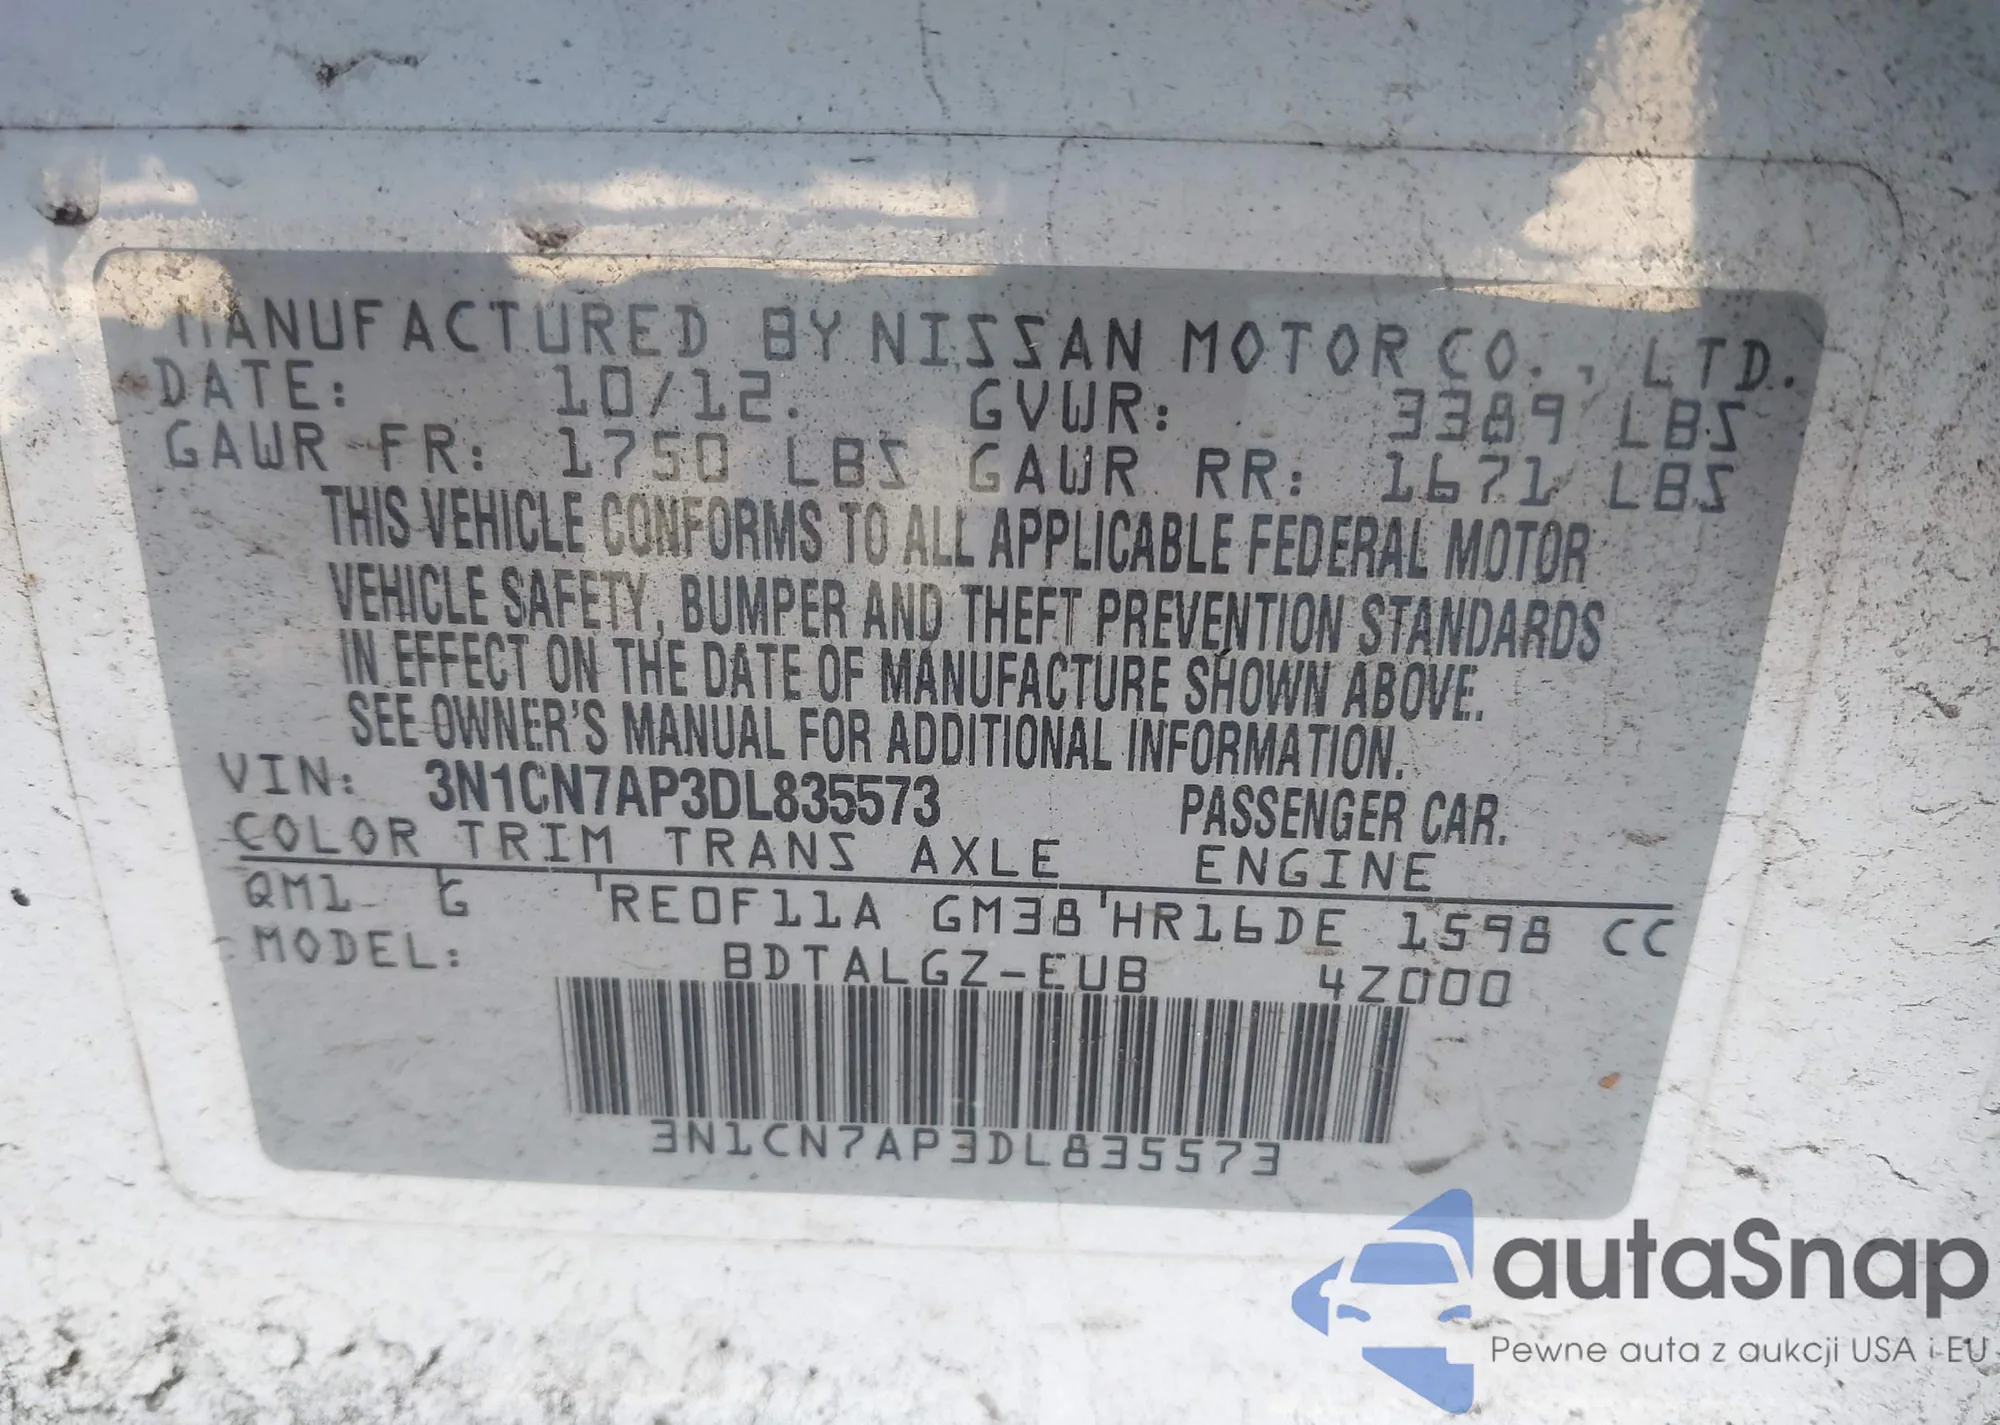 MANUFACTURED BY NISSAN MOTOR CO., LTD.
DATE: 10/12. GVWR: 3389 LBS
GAWR FR: 1750 LBS GAWR RR: 1671 LBS
THIS VEHICLE CONFORMS TO ALL APPLICABLE FEDERAL MOTOR
VEHICLE SAFETY, BUMPER AND THEFT PREVENTION STANDARDS
IN EFFECT ON THE DATE OF MANUFACTURE SHOWN ABOVE.
SEE OWNER'S MANUAL FOR ADDITIONAL INFORMATION.
VIN: 3N1CN7AP3DL835573 PASSENGER CAR.
COLOR TRIM TRANS AXLE ENGINE
QM1 G RE0F11A GM38 HR16DE 1598 CC
MODEL: BDTALGZ-EUB 4Z000
3N1CN7AP3DL835573
autaSnap
Pewne auta z aukcji USA i EU